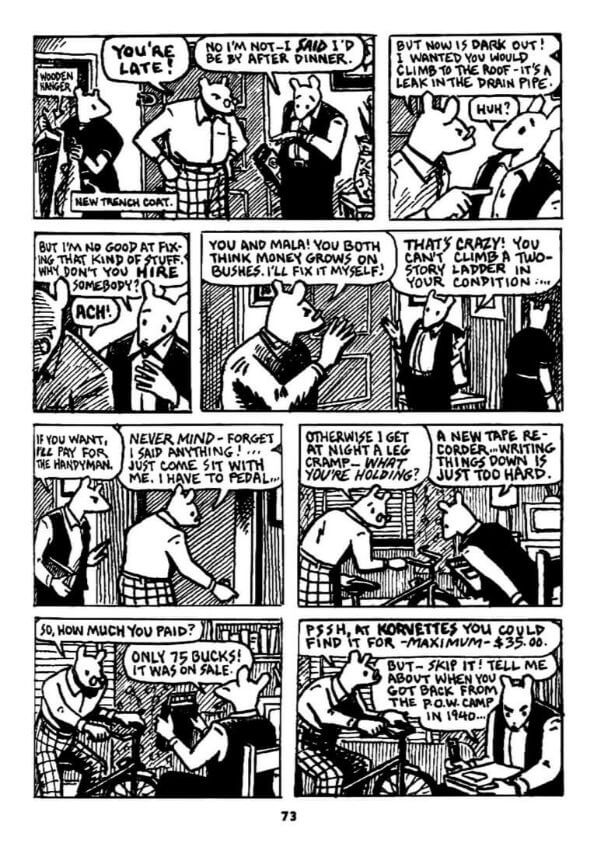 WOODEN
HANGER
YOU'RE
LATE!
NO I'M NOT-I SAID I'D
BE BY AFTER DINNER.
NEW TRENCH COAT.
BUT NOW IS DARK OUT!
I WANTED YOU WOULD
CLIMB TO THE ROOF-IT'S A
LEAK IN THE DRAIN PIPE.
HUH?
BUT I'M NO GOOD AT FIX-
ING THAT KIND OF STUFF.
WHY DON'T YOU HIRE
SOMEBODY?
ACH!
YOU AND MALA! YOU BOTH
THINK MONEY GROWS ON
BUSHES. I'LL FIX IT MYSELF!
THAT'S CRAZY! YOU
CAN'T CLIMB A TWO-
STORY LADDER IN
YOUR CONDITION....
IF YOU WANT,
I'LL PAY FOR
THE HANDYMAN.
NEVER MIND-FORGET
I SAID ANYTHING!...
JUST COME SIT WITH
ME. I HAVE TO PEDAL...
OTHERWISE I GET
AT NIGHT A LEG
CRAMP-WHAT
YOU'RE HOLDING?
A NEW TAPE RE-
CORDER...WRITING
THINGS DOWN IS
JUST TOO HARD.
SO, HOW MUCH YOU PAID?
ONLY 75 BUCKS!
IT WAS ON SALE.
PSSH, AT KORVETTES YOU COULD
FIND IT FOR -MAXIMUM-$35.00.
BUT-SKIP IT! TELL ME
ABOUT WHEN YOU
GOT BACK FROM
THE P.O.W. CAMP
IN 1940...
73